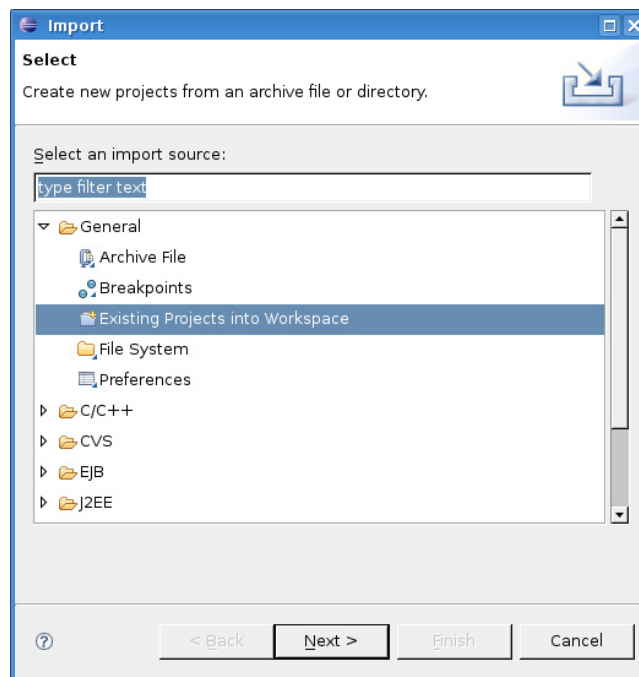 Import
Select
Create new projects from an archive file or directory.
Select an import source:
type filter text
General
Archive File
Breakpoints
Existing Projects into Workspace
File System
Preferences
C/C++
CVS
EJB
J2EE
?
< Back Next > Finish Cancel